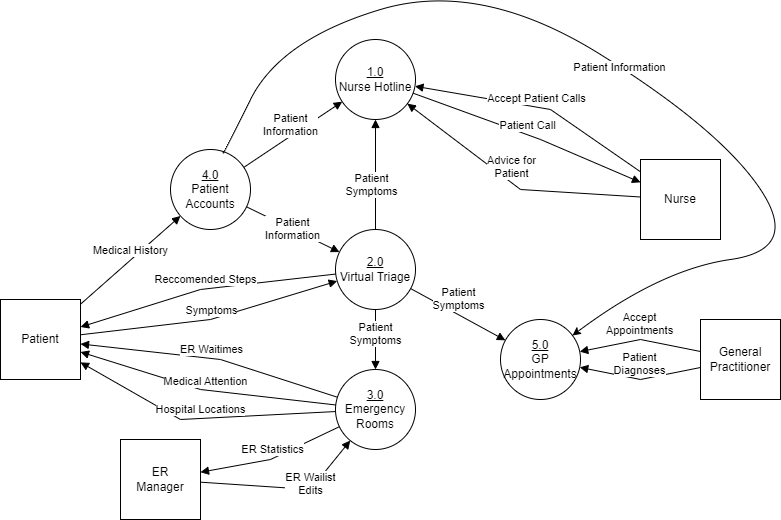 Patient Information
1.0
Nurse Hotline
Accept Patient Calls
Patient
Information
Patient Call
Advice for
Patient
4.0
Patient
Accounts
Patient
Symptoms
Nurse
Patient
Information
Medical History
2.0
Virtual Triage
Reccomended Steps
Symptoms
Patient
Symptoms
Patient
Symptoms
Patient
ER Waitimes
Medical Attention
Hospital Locations
5.0
GP
Appointments
Accept
Appointments
Patient
Diagnoses
General
Practitioner
3.0
Emergency
Rooms
ER Statistics
ER
Manager
ER Wailist
Edits